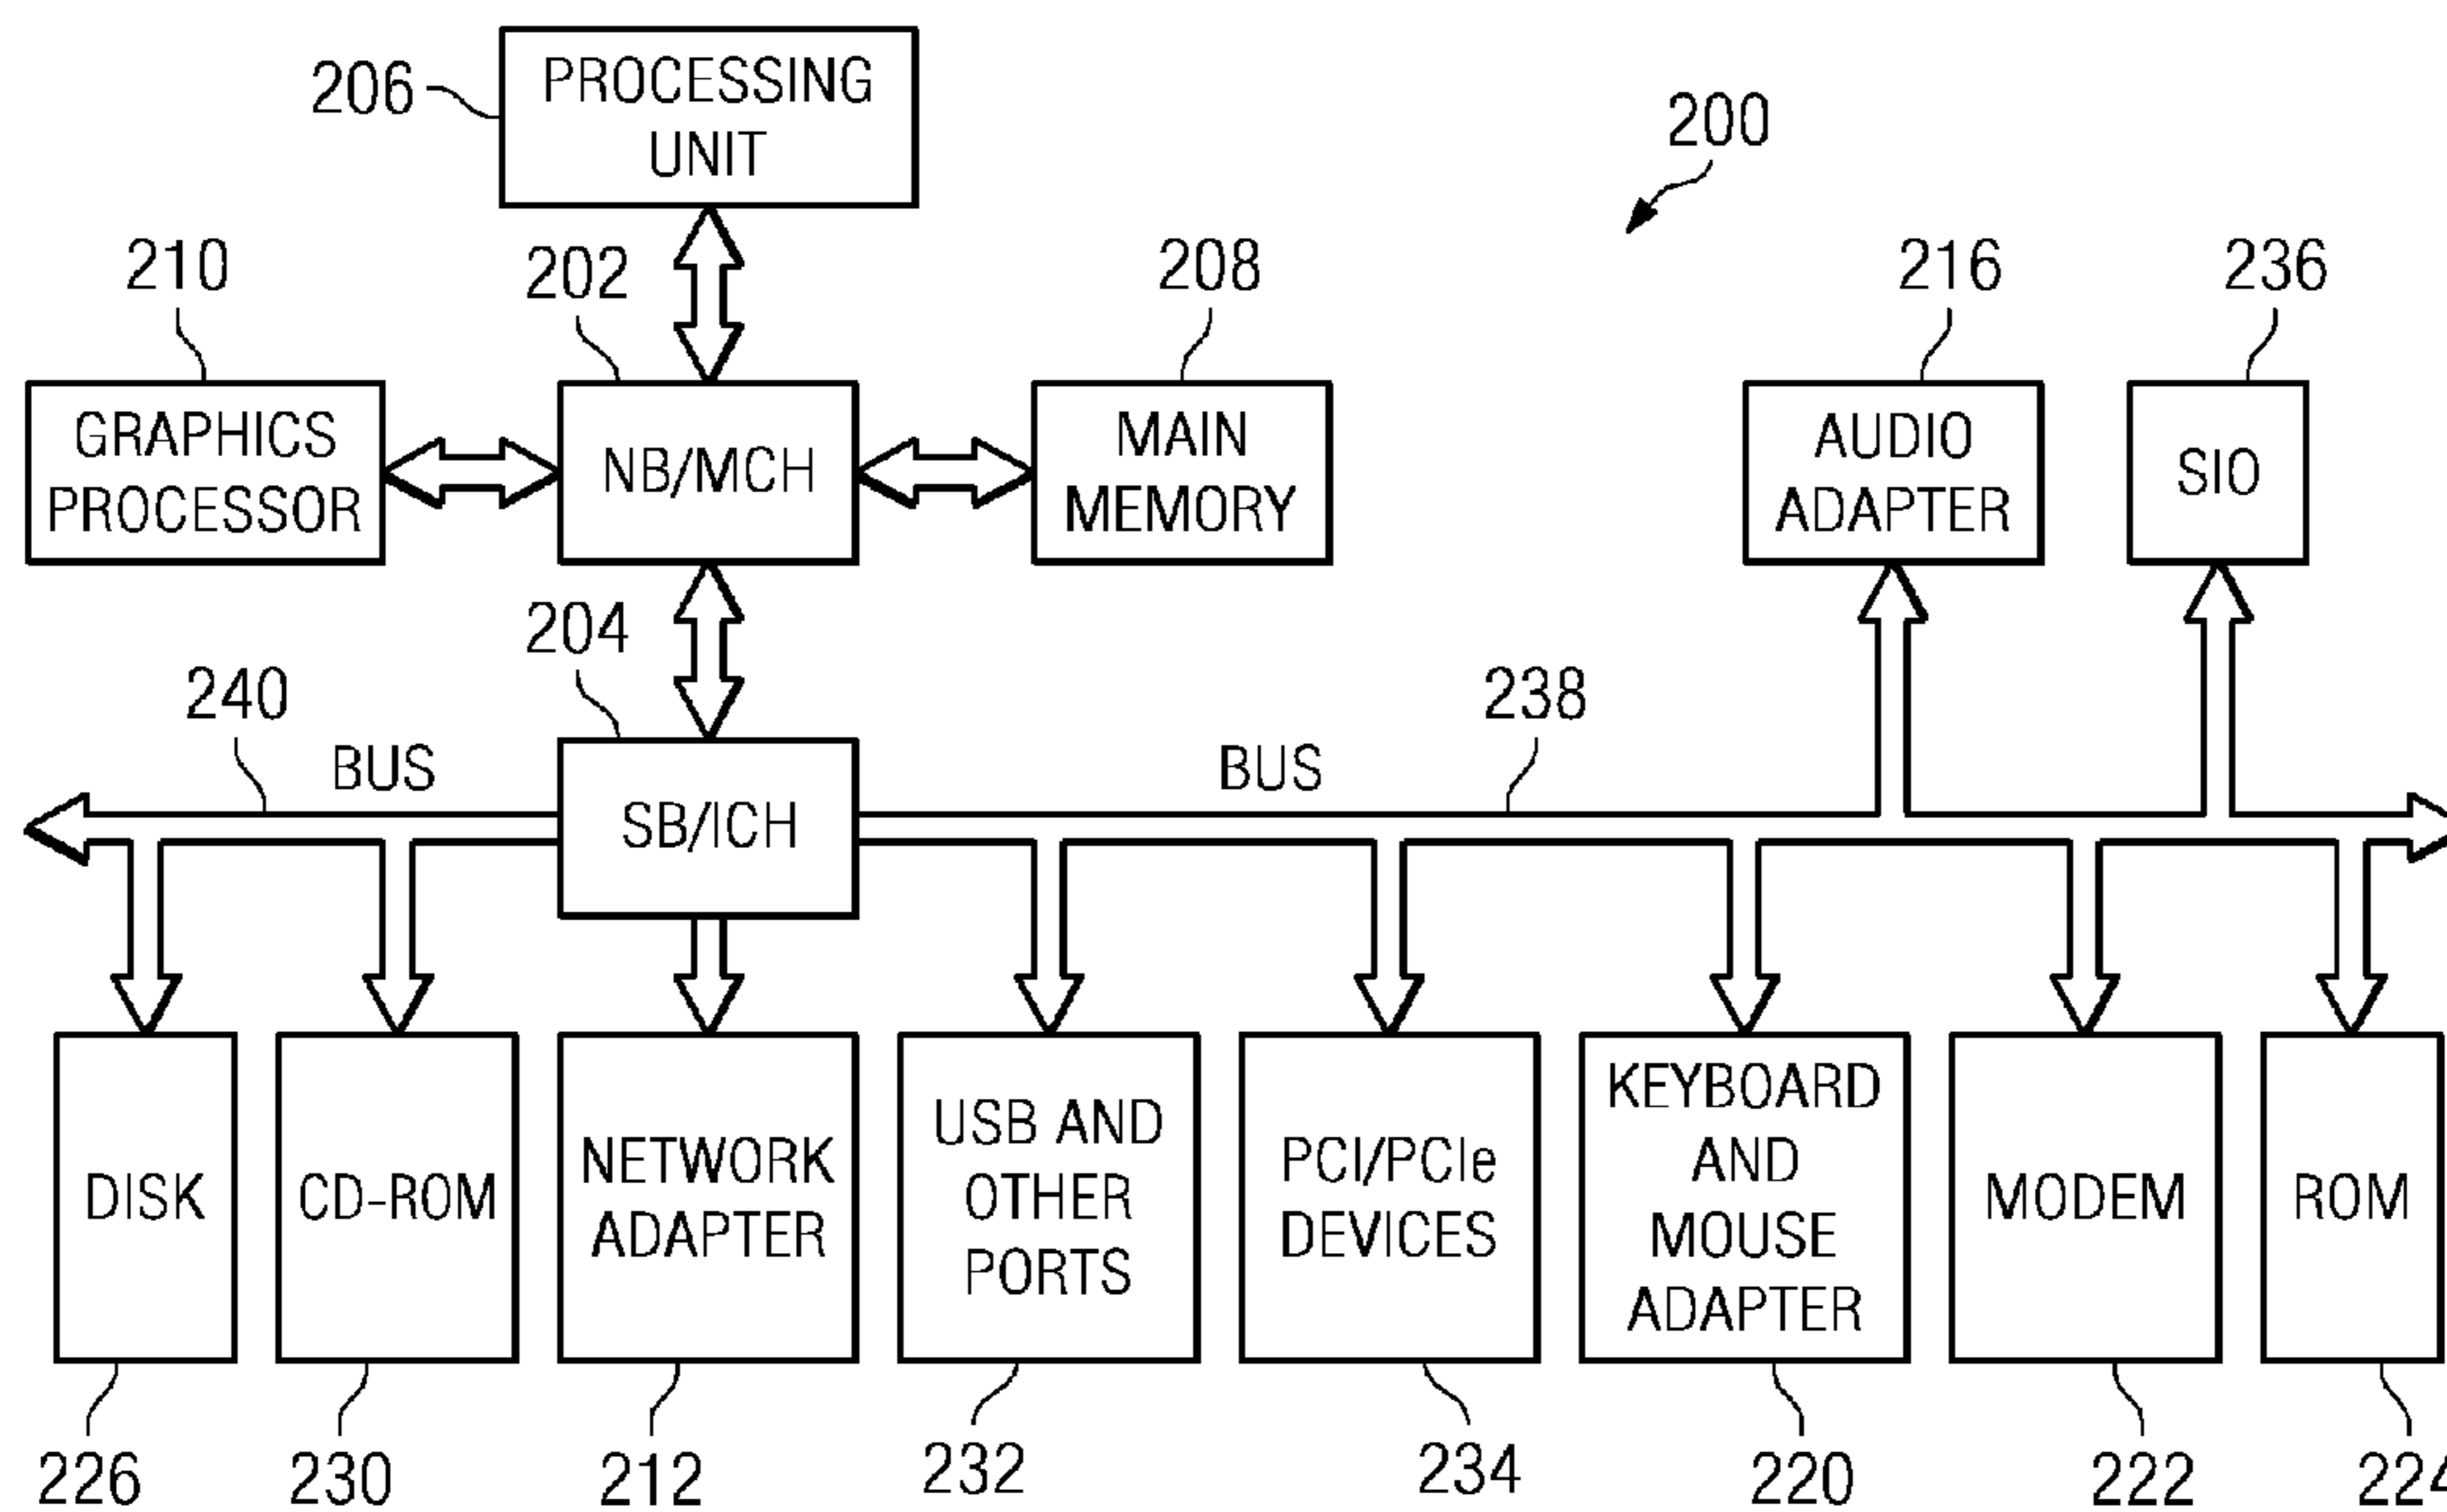 206
PROCESSING
UNIT
200
210
202
208
216
236
GRAPHICS
PROCESSOR
NB/MCH
MAIN
MEMORY
AUDIO
ADAPTER
SIO
204
240
BUS
SB/ICH
BUS
238
DISK
CD-ROM
NETWORK
ADAPTER
USB AND
OTHER
PORTS
PCI/PCIe
DEVICES
KEYBOARD
AND
MOUSE
ADAPTER
MODEM
ROM
226
230
212
232
234
220
222
224